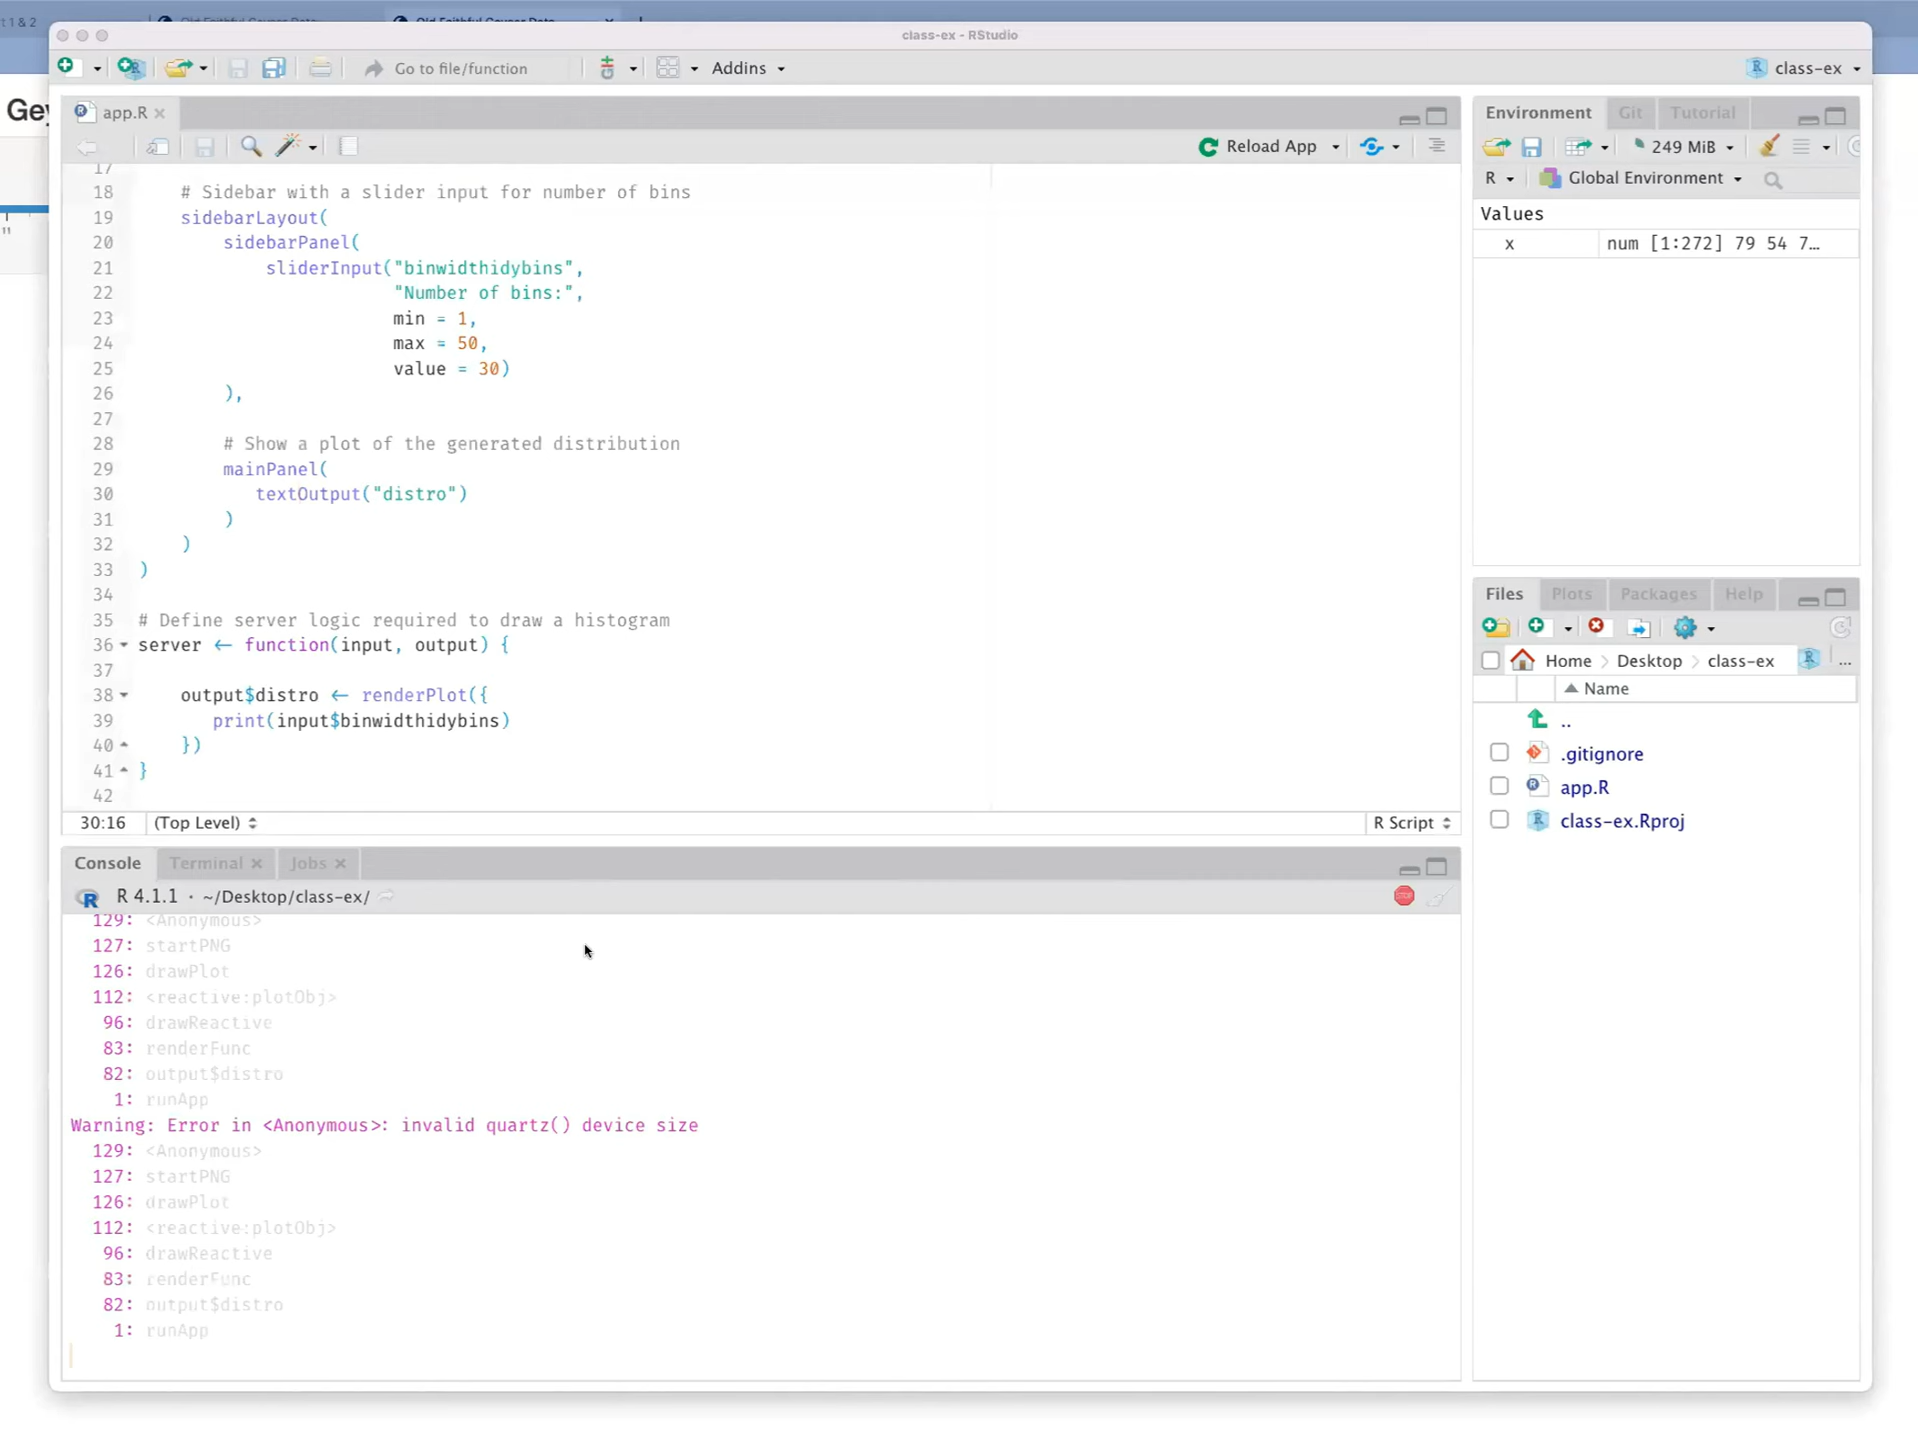 t 1 & 2
Old Faithful Geyser Data
Gey
"
class-ex - RStudio
Go to file/function
Addins
class-ex
app.R
Reload App
17
18 # Sidebar with a slider input for number of bins
19 sidebarLayout(
20 sidebarPanel(
21 sliderInput("binwidthidybins",
22 "Number of bins:",
23 min = 1,
24 max = 50,
25 value = 30)
26 ),
27
28 # Show a plot of the generated distribution
29 mainPanel(
30 textOutput("distro")
31 )
32 )
33 )
34
35 # Define server logic required to draw a histogram
36 server ← function(input, output) {
37
38 output$distro ← renderPlot({
39 print(input$binwidthidybins)
40 })
41 }
42
30:16 (Top Level) R Script
Console Terminal Jobs
R 4.1.1 · ~/Desktop/class-ex/
129: <Anonymous>
127: startPNG
126: drawPlot
112: <reactive:plotObj>
96: drawReactive
83: renderFunc
82: output$distro
1: runApp
Warning: Error in <Anonymous>: invalid quartz() device size
129: <Anonymous>
127: startPNG
126: drawPlot
112: <reactive:plotObj>
96: drawReactive
83: renderFunc
82: output$distro
1: runApp
Environment Git Tutorial
249 MiB
R Global Environment
Values
x num [1:272] 79 54 7…
Files Plots Packages Help
Home Desktop class-ex ...
Name
..
.gitignore
app.R
class-ex.Rproj